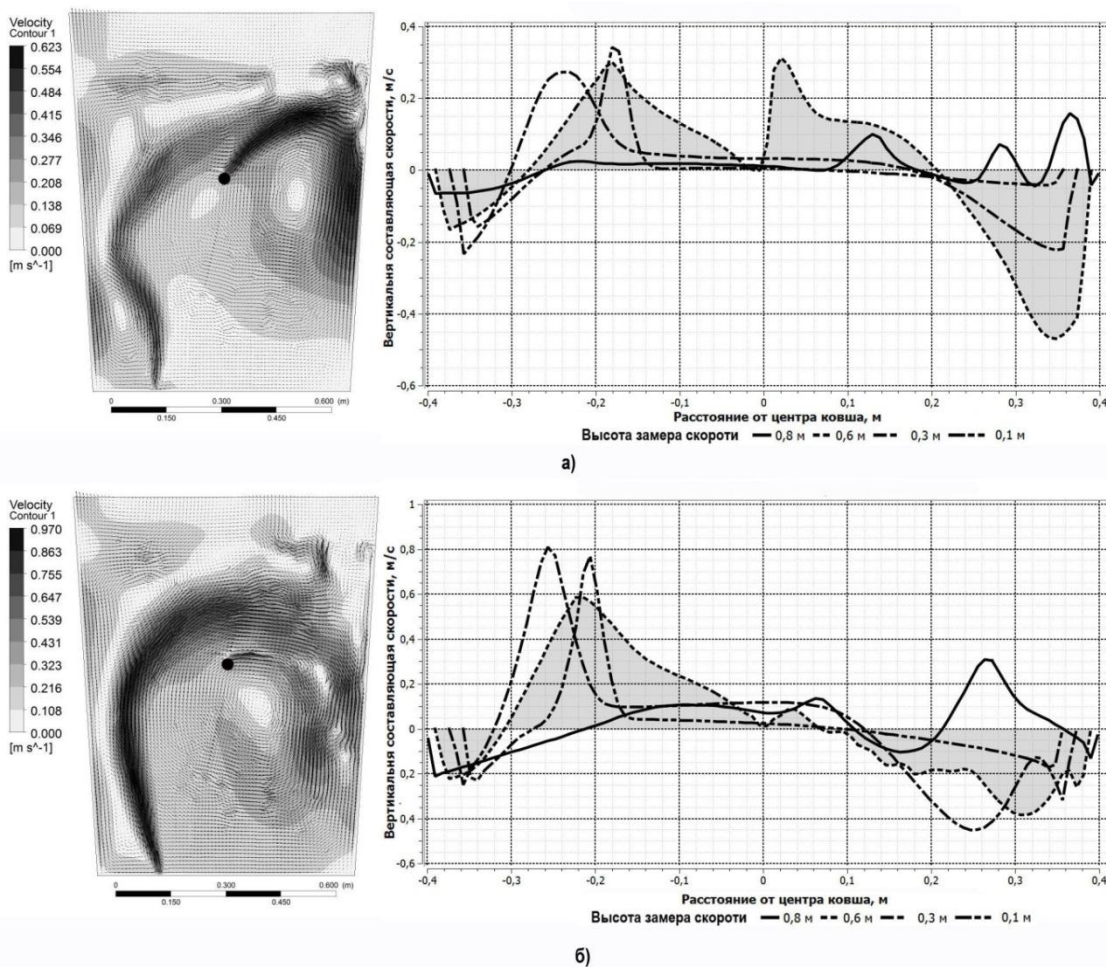 Velocity
Contour 1
0.623
0.554
0.484
0.415
0.346
0.277
0.208
0.138
0.069
0.000
[m s^-1]
0 0.300 0.600 (m)
0.150 0.450
Вертикальня составляющая скорости, м/с
0,4
0,2
0
-0,2
-0,4
-0,6
-0,4 -0,3 -0,2 -0,1 0 0,1 0,2 0,3 0,4
Расстояние от центра ковша, м
Высота замера скороти 0,8 м 0,6 м 0,3 м 0,1 м
а)
Velocity
Contour 1
0.970
0.863
0.755
0.647
0.539
0.431
0.323
0.216
0.108
0.000
[m s^-1]
0 0.300 0.600 (m)
0.150 0.450
Вертикальня составляющая скорости, м/с
1
0,8
0,6
0,4
0,2
0
-0,2
-0,4
-0,6
-0,4 -0,3 -0,2 -0,1 0 0,1 0,2 0,3 0,4
Расстояние от центра ковша, м
Высота замера скороти 0,8 м 0,6 м 0,3 м 0,1 м
б)